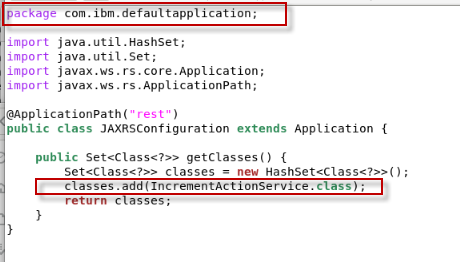 package com.ibm.defaultapplication;
import java.util.HashSet;
import java.util.Set;
import javax.ws.rs.core.Application;
import javax.ws.rs.ApplicationPath;
@ApplicationPath("rest")
public class JAXRSConfiguration extends Application {
public Set<Class<?>> getClasses() {
Set<Class<?>> classes = new HashSet<Class<?>>();
classes.add(IncrementActionService.class);
return classes;
}
}